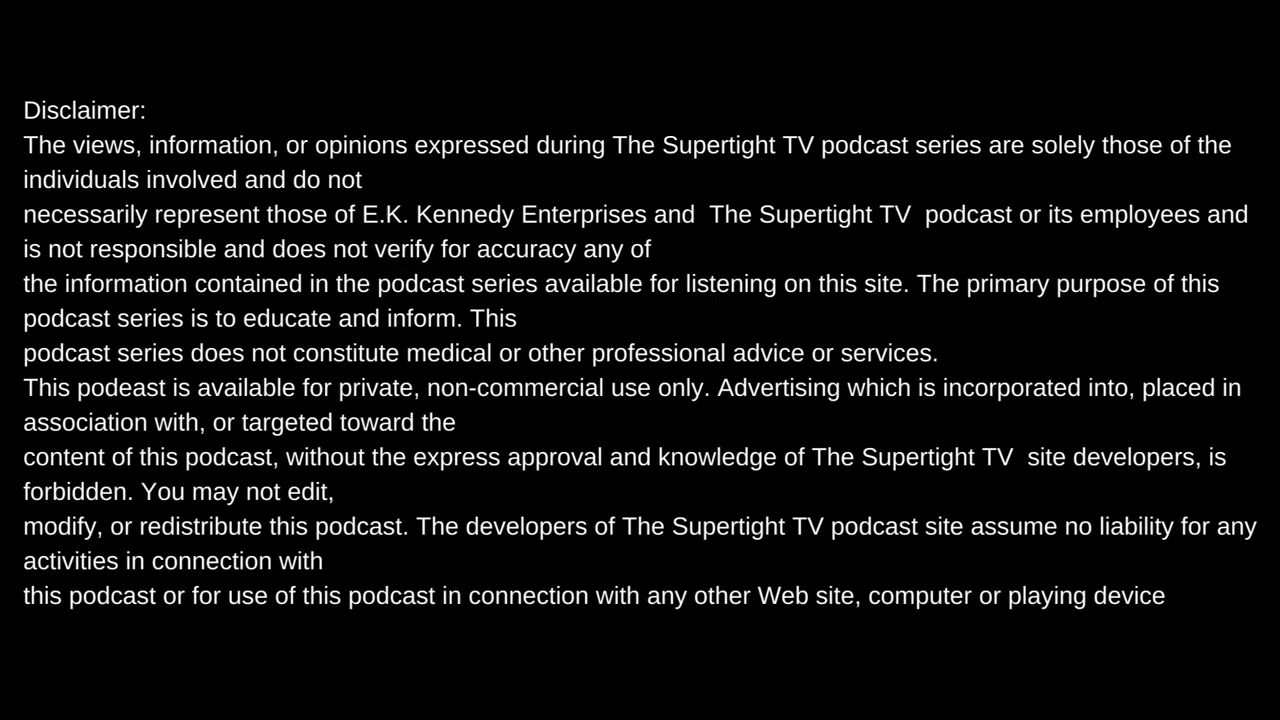 Disclaimer:
The views, information, or opinions expressed during The Supertight TV podcast series are solely those of the
individuals involved and do not
necessarily represent those of E.K. Kennedy Enterprises and  The Supertight TV  podcast or its employees and
is not responsible and does not verify for accuracy any of
the information contained in the podcast series available for listening on this site. The primary purpose of this
podcast series is to educate and inform. This
podcast series does not constitute medical or other professional advice or services.
This podeast is available for private, non-commercial use only. Advertising which is incorporated into, placed in
association with, or targeted toward the
content of this podcast, without the express approval and knowledge of The Supertight TV  site developers, is
forbidden. You may not edit,
modify, or redistribute this podcast. The developers of The Supertight TV podcast site assume no liability for any
activities in connection with
this podcast or for use of this podcast in connection with any other Web site, computer or playing device